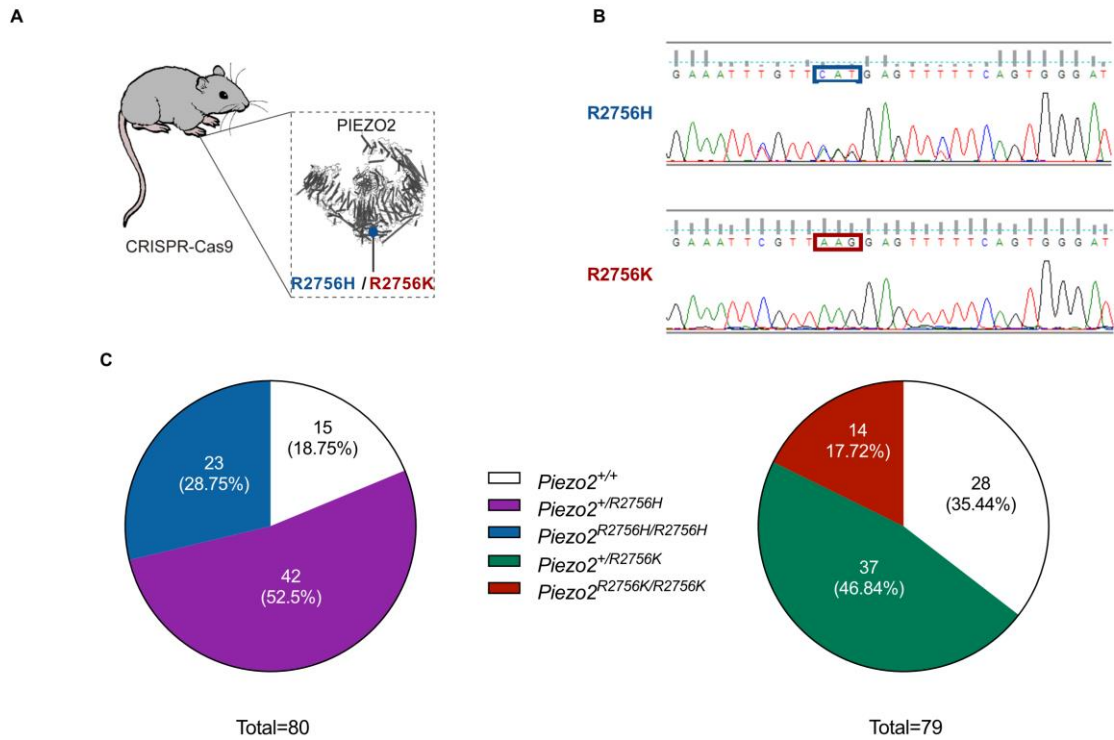 A
PIEZO2
CRISPR-Cas9
R2756H / R2756K
B
GAAATTTGTTCATGAGTTTTTCAGTGGGAT
R2756H
GAAATTCGTTAAGGAGTTTTTCAGTGGGAT
R2756K
C
15
(18.75%)
23
(28.75%)
42
(52.5%)
Total=80
Piezo2+/+
Piezo2+/R2756H
Piezo2R2756H/R2756H
Piezo2+/R2756K
Piezo2R2756K/R2756K
14
17.72%)
28
(35.44%)
37
(46.84%)
Total=79